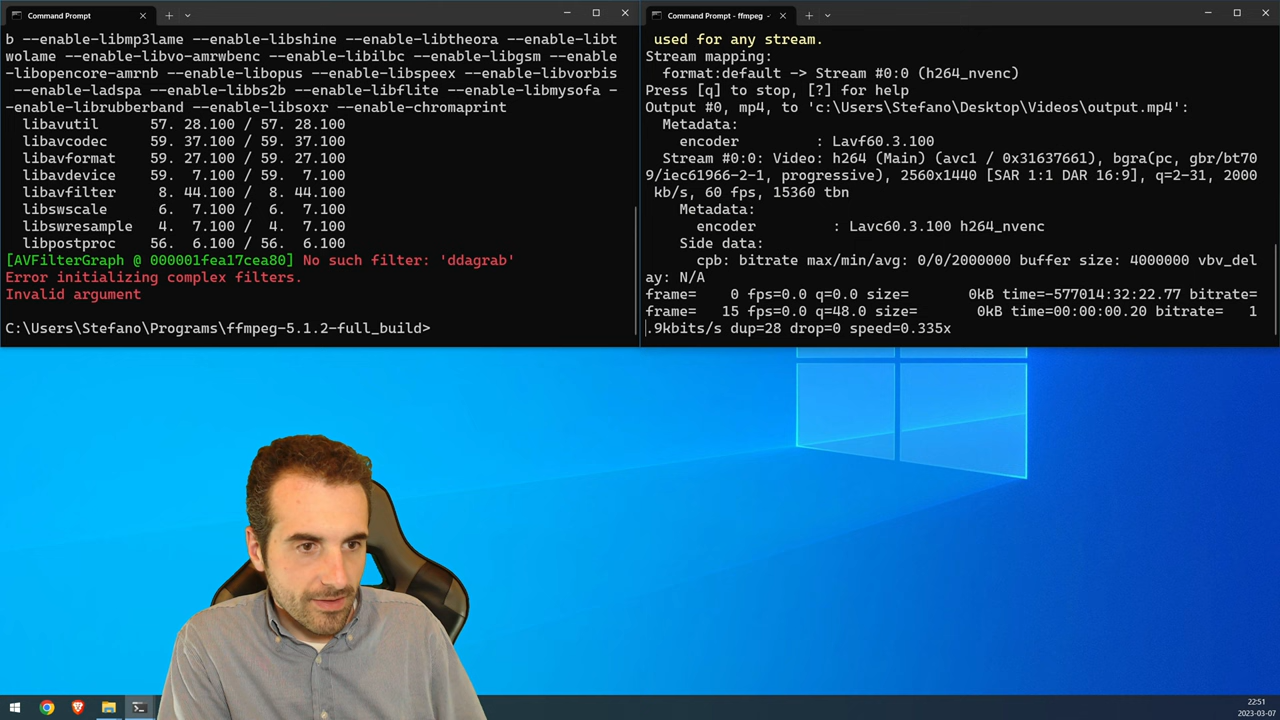 Command Prompt
b --enable-libmp3lame --enable-libshine --enable-libtheora --enable-libt
wolame --enable-libvo-amrwbenc --enable-libilbc --enable-libgsm --enable
-libopencore-amrnb --enable-libopus --enable-libspeex --enable-libvorbis
--enable-ladspa --enable-libbs2b --enable-libflite --enable-libmysofa -
-enable-librubberband --enable-libsoxr --enable-chromaprint
libavutil 57. 28.100 / 57. 28.100
libavcodec 59. 37.100 / 59. 37.100
libavformat 59. 27.100 / 59. 27.100
libavdevice 59. 7.100 / 59. 7.100
libavfilter 8. 44.100 / 8. 44.100
libswscale 6. 7.100 / 6. 7.100
libswresample 4. 7.100 / 4. 7.100
libpostproc 56. 6.100 / 56. 6.100
[AVFilterGraph @ 000001fea17cea80] No such filter: 'ddagrab'
Error initializing complex filters.
Invalid argument
C:\Users\Stefano\Programs\ffmpeg-5.1.2-full_build>
Command Prompt - ffmpeg -
used for any stream.
Stream mapping:
format:default -> Stream #0:0 (h264_nvenc)
Press [q] to stop, [?] for help
Output #0, mp4, to 'c:\Users\Stefano\Desktop\Videos\output.mp4':
Metadata:
encoder : Lavf60.3.100
Stream #0:0: Video: h264 (Main) (avc1 / 0x31637661), bgra(pc, gbr/bt70
9/iec61966-2-1, progressive), 2560x1440 [SAR 1:1 DAR 16:9], q=2-31, 2000
kb/s, 60 fps, 15360 tbn
Metadata:
encoder : Lavc60.3.100 h264_nvenc
Side data:
cpb: bitrate max/min/avg: 0/0/2000000 buffer size: 4000000 vbv_del
ay: N/A
frame= 0 fps=0.0 q=0.0 size= 0kB time=-577014:32:22.77 bitrate=
frame= 15 fps=0.0 q=48.0 size= 0kB time=00:00:00.20 bitrate= 1
.9kbits/s dup=28 drop=0 speed=0.335x
22:51
2023-03-07